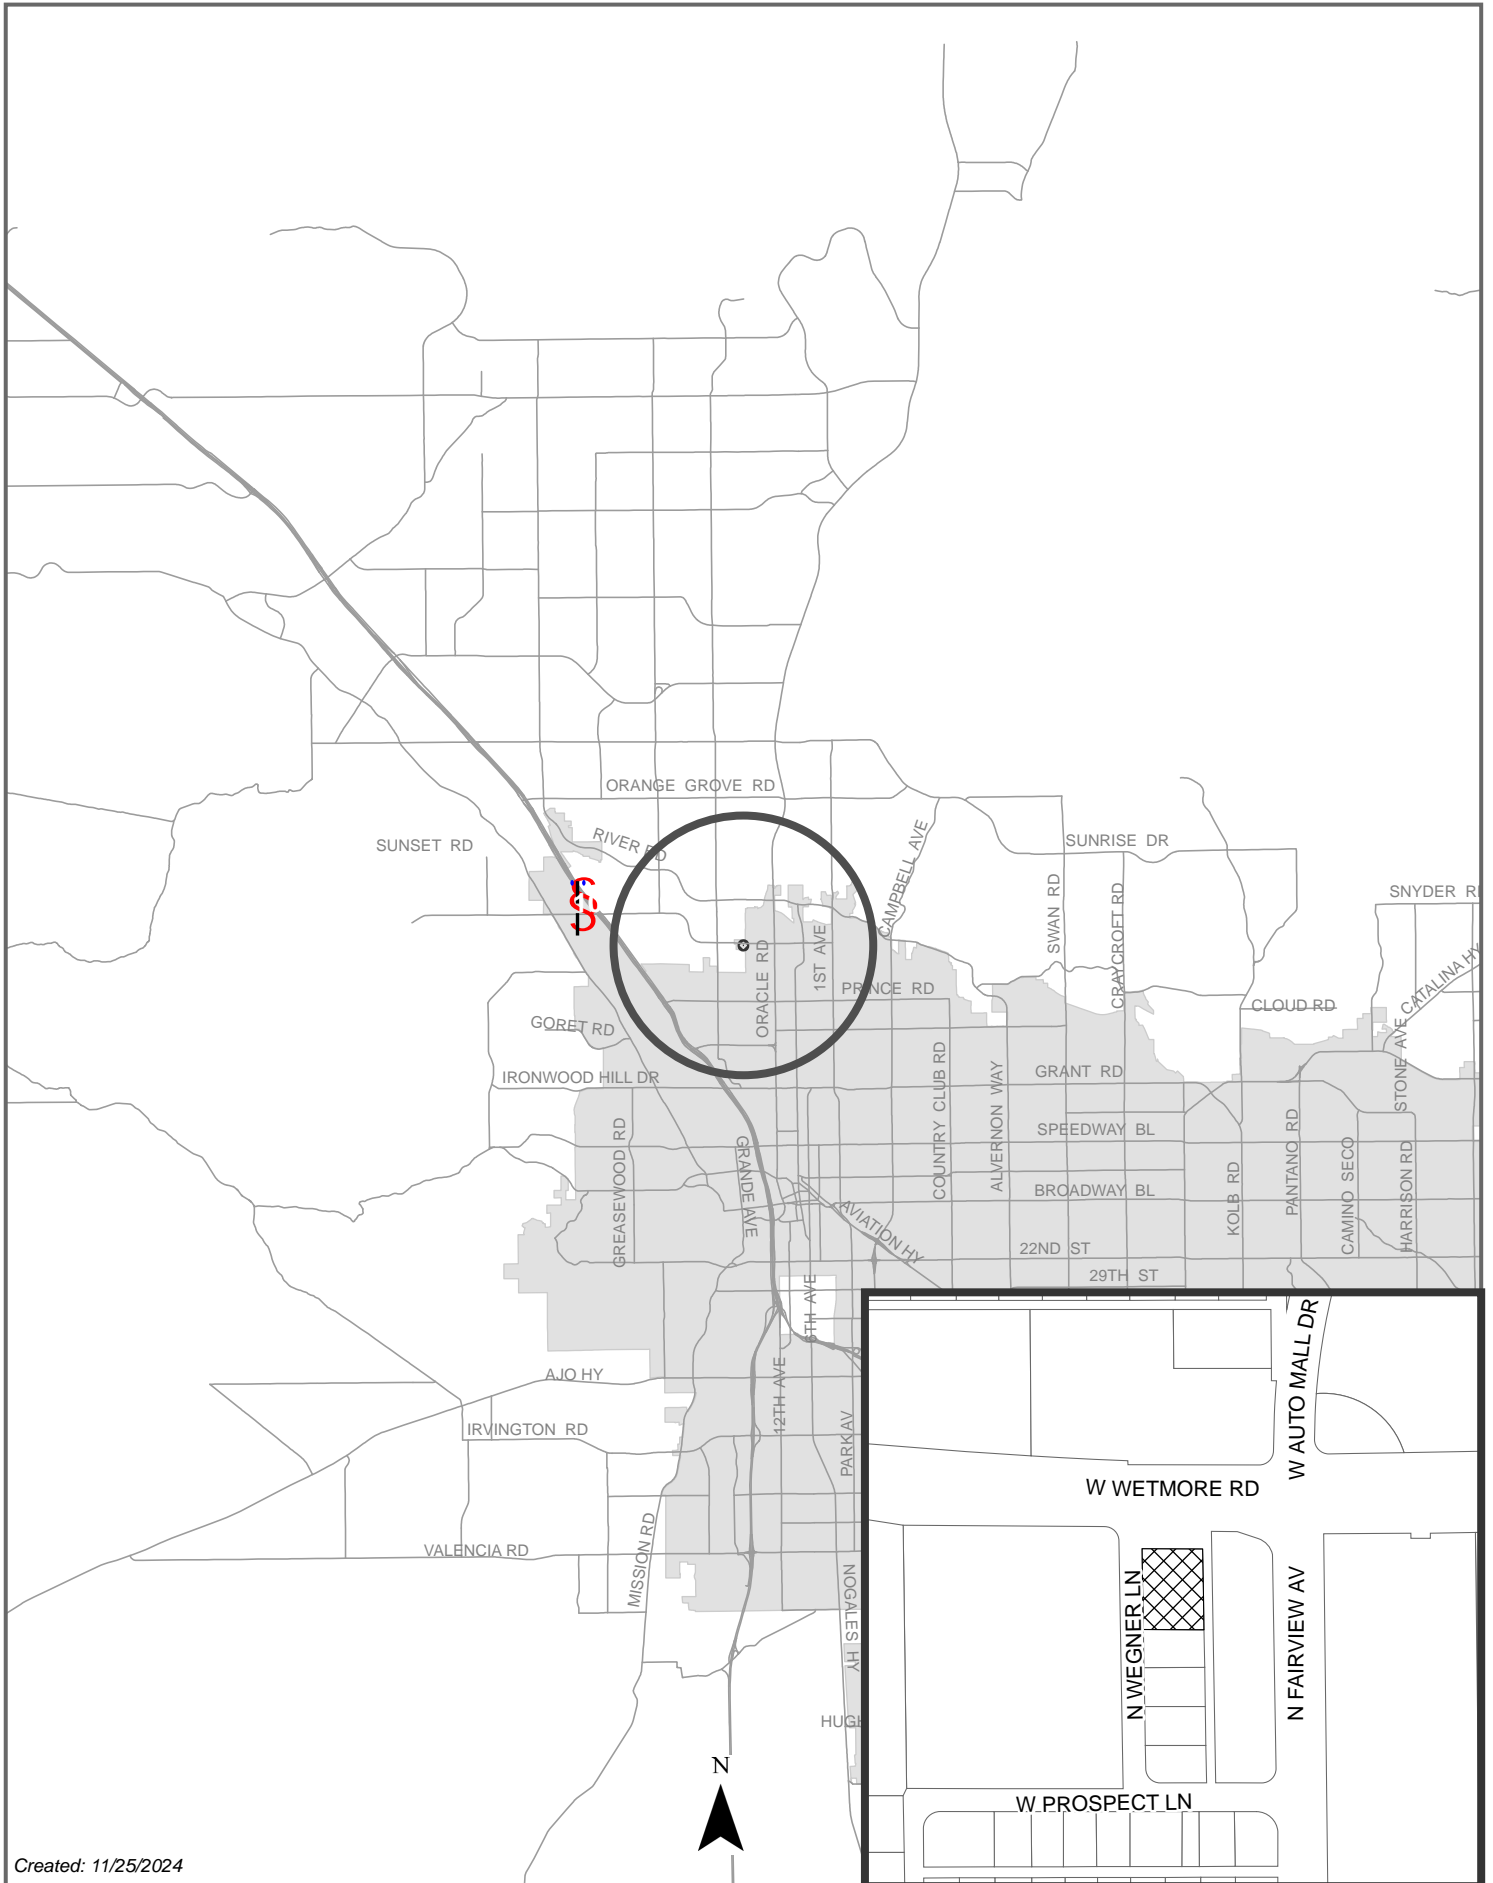 ORANGE GROVE RD
SUNSET RD
RIVER RD
SUNRISE DR
CAMPBELL AVE
SWAN RD
CRAYCROFT RD
SNYDER RD
ORACLE RD
1ST AVE
PRINCE RD
CATALINA HY
CLOUD RD
GORET RD
IRONWOOD HILL DR
GRANT RD
COUNTRY CLUB RD
ALVERNON WAY
STONE AVE
SPEEDWAY BL
GREASEWOOD RD
GRANDE AVE
PANTANO RD
CAMINO SECO
HARRISON RD
KOLB RD
BROADWAY BL
AVIATION HY
22ND ST
29TH ST
6TH AVE
AJO HY
12TH AVE
IRVINGTON RD
PARK AV
VALENCIA RD
MISSION RD
NOGALES HY
HUGH
N
W AUTO MALL DR
W WETMORE RD
N WEGNER LN
N FAIRVIEW AV
W PROSPECT LN
Created: 11/25/2024